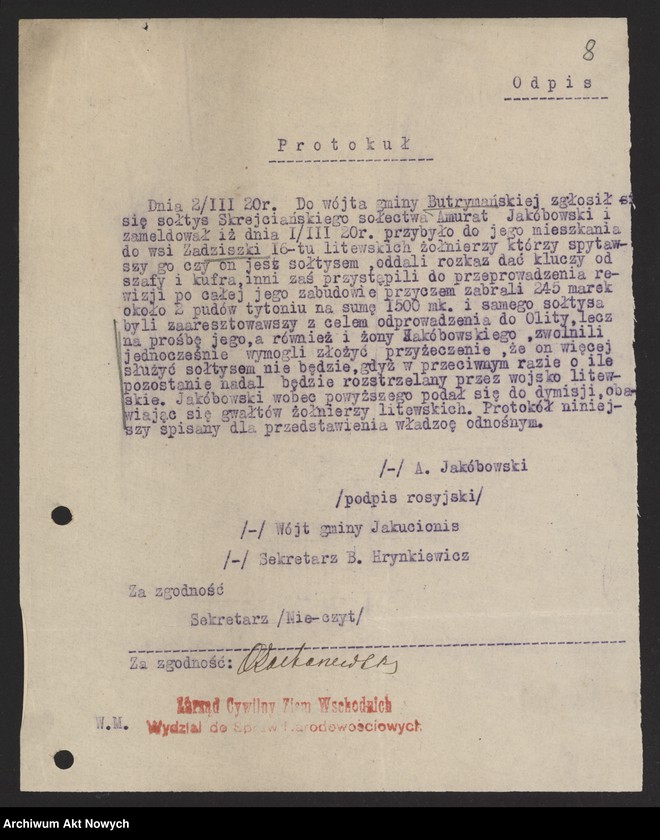 8
Odpis
Protokuł
Dnia 2/III 20r. Do wójta gminy Butrymańskiej zgłosił
się sołtys Skrejciańskiego sołectwa Amurat Jakóbowski i
zameldował iż dnia I/III 20r. przybyło do jego mieszkania
do wsi Zadziszki 16-tu litewskich żołnierzy którzy spytaw-
szy go czy on jesz sołtysem ,oddali rozkaz dać kluczy od
szafy i kufra,inni zaś przystąpili do przeprowadzenia re-
wizji po całej jego zabudowie przyczem zabrali 245 marek
około 2 pudów tytoniu na sumę 1500 mk. i samego sołtysa
byli zaaresztowawszy z celem odprowadzenia do Olity,lecz
na prośbę jego,a również i żony Hakóbowskiego ,zwolnili
jednocześnie wymogli złożyć przyżeczenie ,że on więcej
służyć sołtysem nie będzie,gdyż w przeciwnym razie o ile
pozostanie nadal będzie rozstrzelany przez wojsko litew-
skie. Jakóbowski wobec powyższego podał się do dymisji,oba-
wiając się gwałtów żołnierzy litewskich. Protokół niniej-
szy spisany dla przedstawienia władzoę odnośnym.
/-/ A. Jakóbowski
/podpis rosyjski/
/-/ Wójt gminy Jakucionis
/-/ Sekretarz B. Hrynkiewicz
Za zgodność
Sekretarz /Nie-czyt/
Za zgodność:
Zarząd Cywilny Ziem Wschodnich
W.M. Wydział do Spraw Narodowościowych
Archiwum Akt Nowych